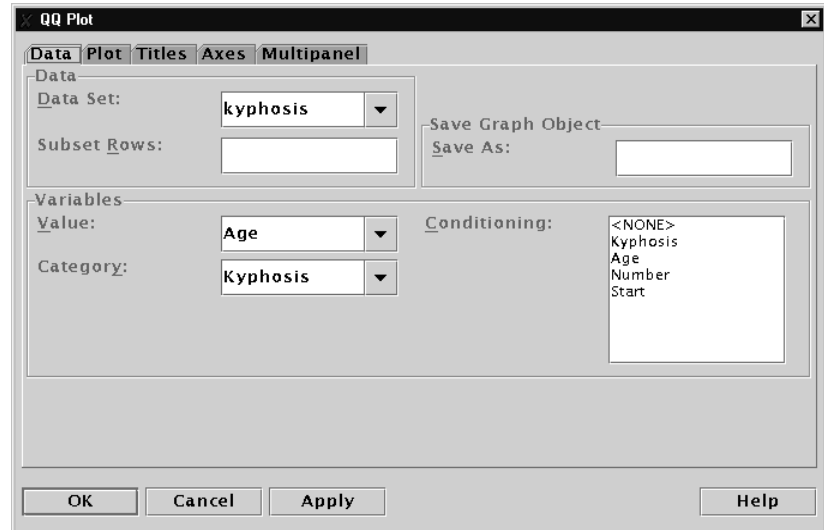 QQ Plot
Data Plot Titles Axes Multipanel
Data
Data Set: kyphosis
Subset Rows:
Save Graph Object
Save As:
Variables
Value: Age
Category: Kyphosis
Conditioning:
<NONE>
Kyphosis
Age
Number
Start
OK Cancel Apply Help